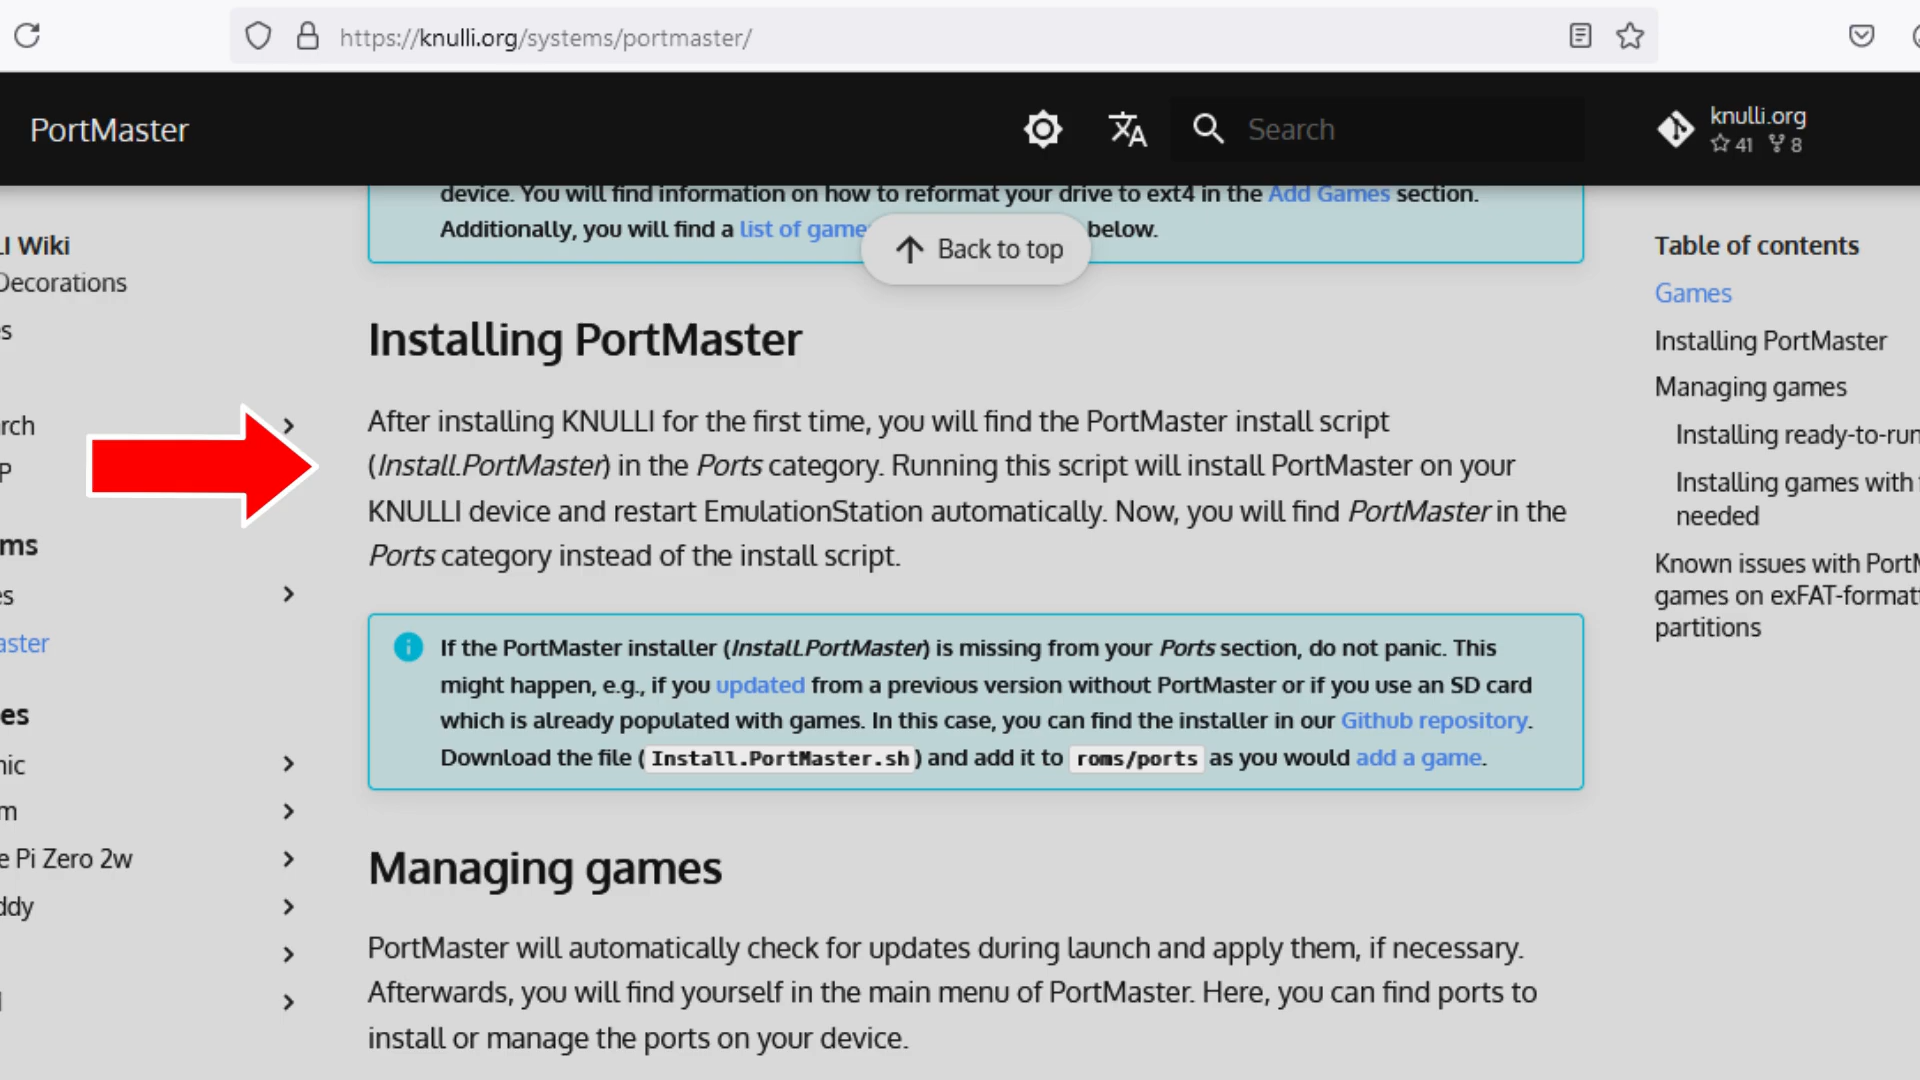 https://knulli.org/systems/portmaster/
PortMaster
Search
knulli.org
41 8
device. You will find information on how to reformat your drive to ext4 in the Add Games section.
Additionally, you will find a list of game below.
Back to top
LI Wiki
Decorations
s
rch
P
ms
es
aster
es
nic
m
e Pi Zero 2w
ddy
l
Installing PortMaster
After installing KNULLI for the first time, you will find the PortMaster install script
(Install.PortMaster) in the Ports category. Running this script will install PortMaster on your
KNULLI device and restart EmulationStation automatically. Now, you will find PortMaster in the
Ports category instead of the install script.
If the PortMaster installer (Install.PortMaster) is missing from your Ports section, do not panic. This
might happen, e.g., if you updated from a previous version without PortMaster or if you use an SD card
which is already populated with games. In this case, you can find the installer in our Github repository.
Download the file (Install.PortMaster.sh) and add it to roms/ports as you would add a game.
Managing games
PortMaster will automatically check for updates during launch and apply them, if necessary.
Afterwards, you will find yourself in the main menu of PortMaster. Here, you can find ports to
install or manage the ports on your device.
Table of contents
Games
Installing PortMaster
Managing games
Installing ready-to-run
Installing games with
needed
Known issues with PortM
games on exFAT-formatt
partitions